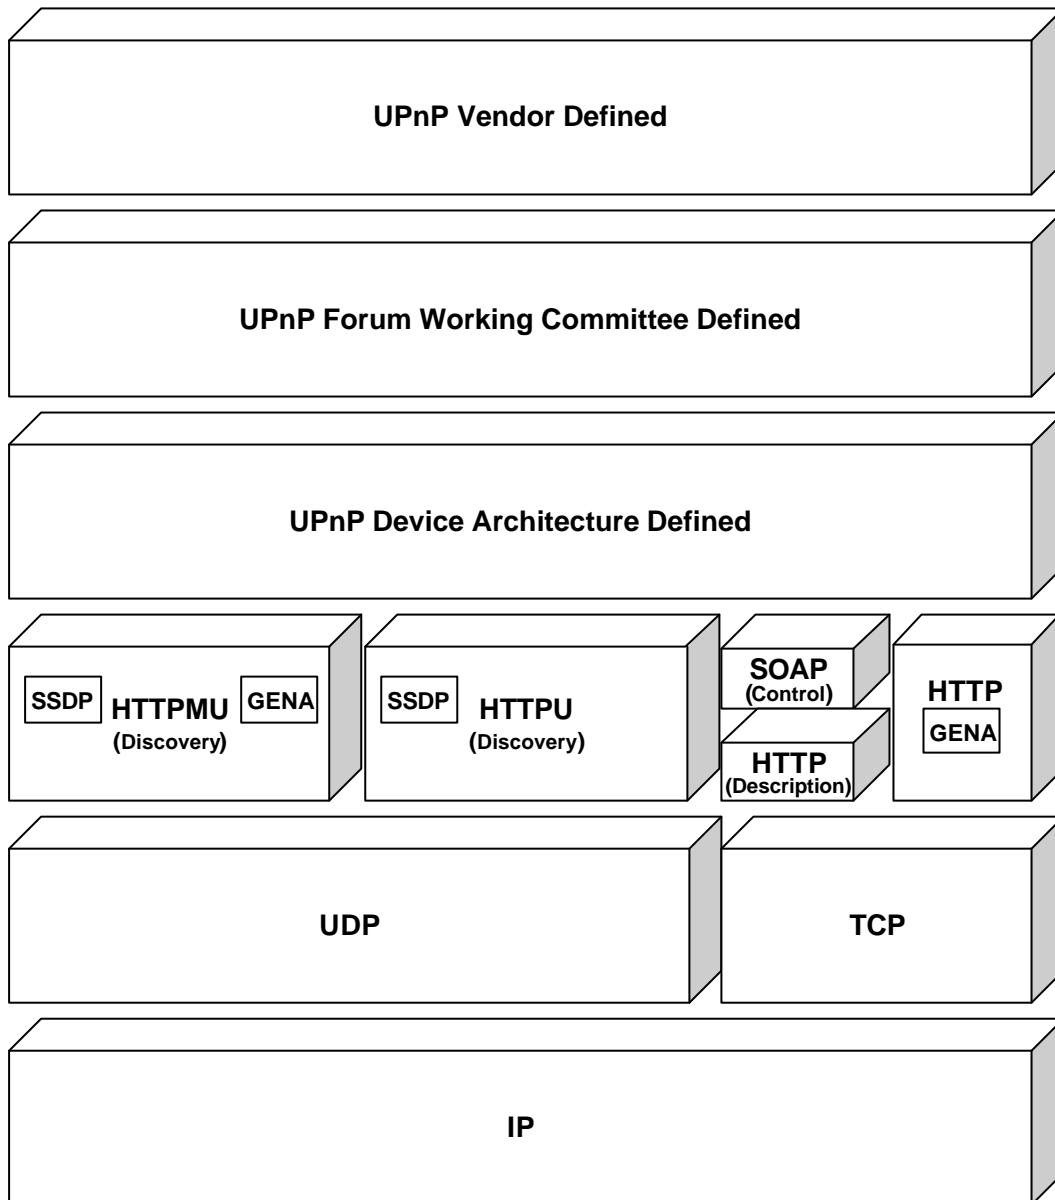 UPnP Vendor Defined
UPnP Forum Working Committee Defined
UPnP Device Architecture Defined
SSDP
HTTPMU
(Discovery)
GENA
SSDP
HTTPU
(Discovery)
SOAP
(Control)
HTTP
(Description)
HTTP
GENA
UDP
TCP
IP